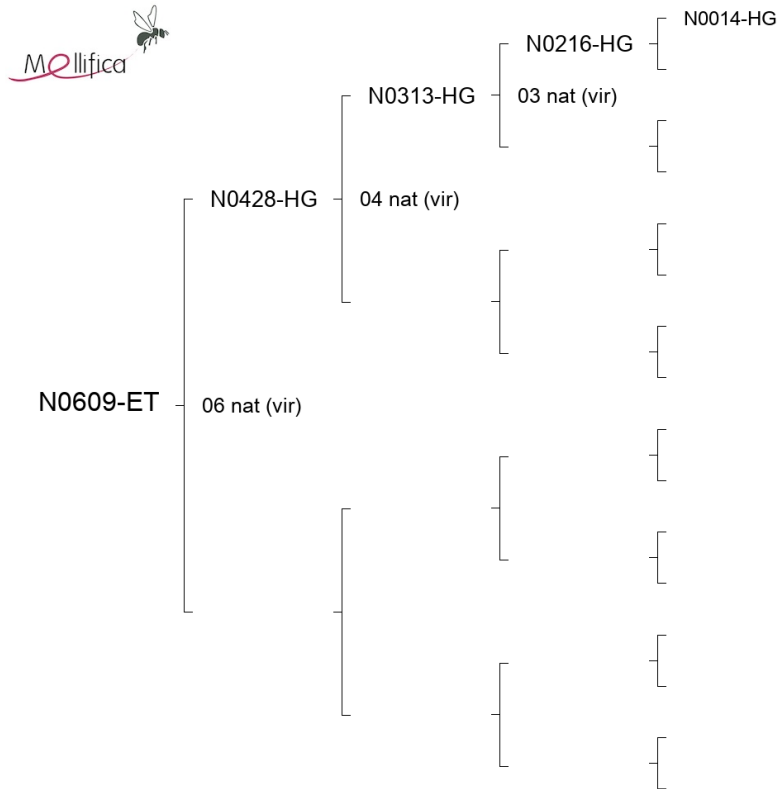 Mellifica
N0014-HG
N0216-HG
N0313-HG
03 nat (vir)
N0428-HG
04 nat (vir)
N0609-ET
06 nat (vir)